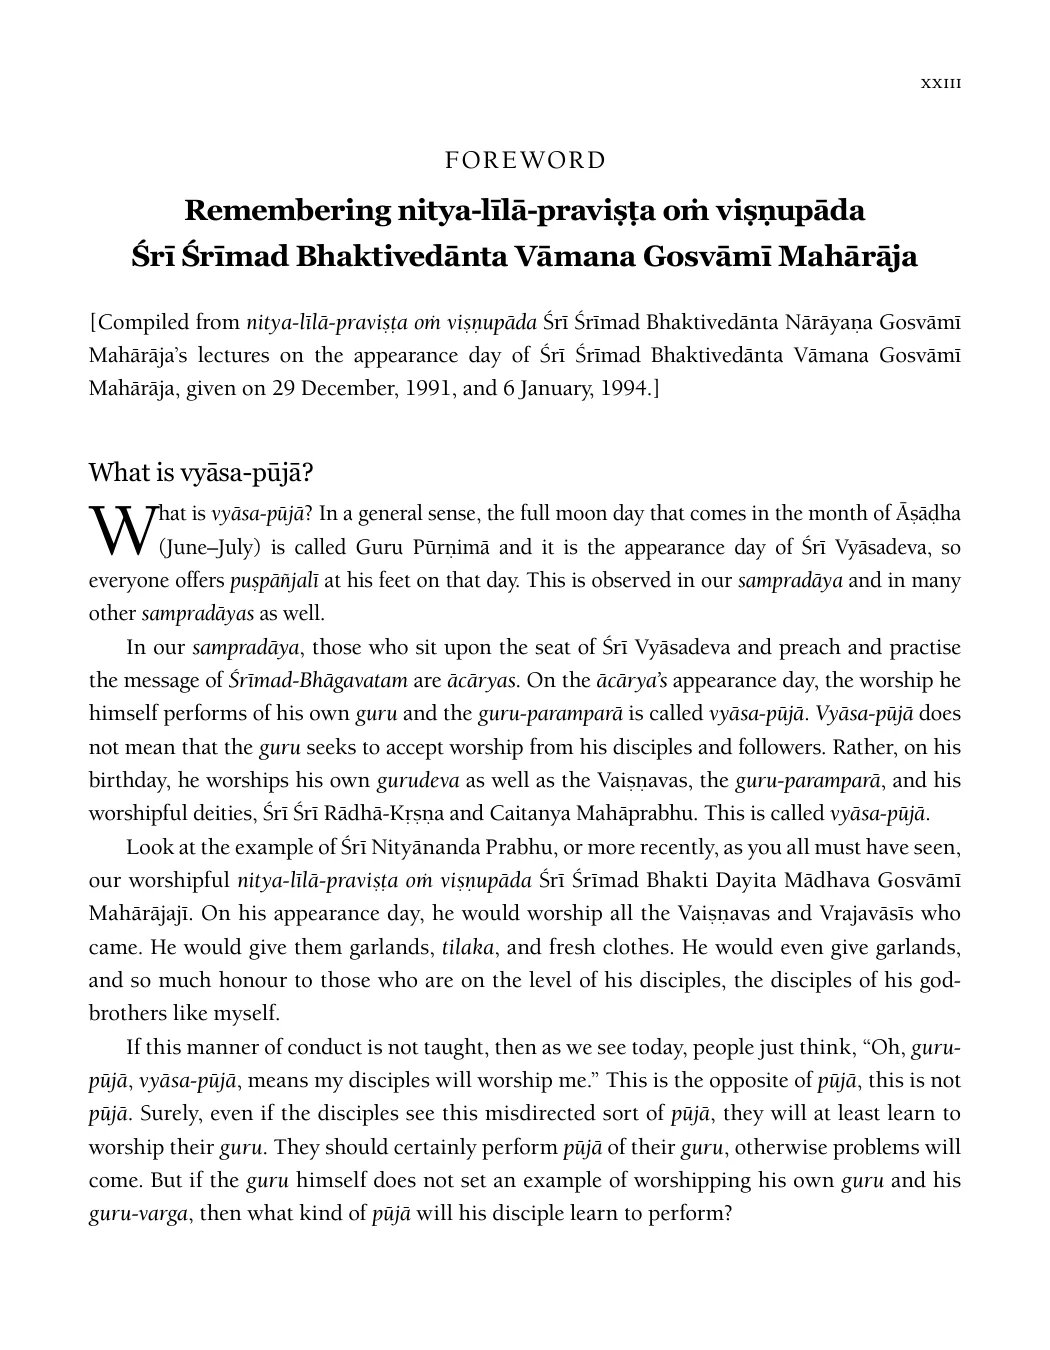 XXIII
FOREWORD
Remembering nitya-līlā-praviṣṭa oṁ viṣṇupāda
Śrī Śrīmad Bhaktivedānta Vāmana Gosvāmī Mahārāja
[Compiled from nitya-līlā-praviṣṭa oṁ viṣṇupāda Śrī Śrīmad Bhaktivedānta Nārāyaṇa Gosvāmī
Mahārāja’s lectures on the appearance day of Śrī Śrīmad Bhaktivedānta Vāmana Gosvāmī
Mahārāja, given on 29 December, 1991, and 6 January, 1994.]
What is vyāsa-pūjā?
What is vyāsa-pūjā? In a general sense, the full moon day that comes in the month of Āṣāḍha
(June–July) is called Guru Pūrṇimā and it is the appearance day of Śrī Vyāsadeva, so
everyone offers puṣpāñjalī at his feet on that day. This is observed in our sampradāya and in many
other sampradāyas as well.
In our sampradāya, those who sit upon the seat of Śrī Vyāsadeva and preach and practise
the message of Śrīmad-Bhāgavatam are ācāryas. On the ācārya’s appearance day, the worship he
himself performs of his own guru and the guru-paramparā is called vyāsa-pūjā. Vyāsa-pūjā does
not mean that the guru seeks to accept worship from his disciples and followers. Rather, on his
birthday, he worships his own gurudeva as well as the Vaiṣṇavas, the guru-paramparā, and his
worshipful deities, Śrī Śrī Rādhā-Kṛṣṇa and Caitanya Mahāprabhu. This is called vyāsa-pūjā.
Look at the example of Śrī Nityānanda Prabhu, or more recently, as you all must have seen,
our worshipful nitya-līlā-praviṣṭa oṁ viṣṇupāda Śrī Śrīmad Bhakti Dayita Mādhava Gosvāmī
Mahārājajī. On his appearance day, he would worship all the Vaiṣṇavas and Vrajavāsīs who
came. He would give them garlands, tilaka, and fresh clothes. He would even give garlands,
and so much honour to those who are on the level of his disciples, the disciples of his god-
brothers like myself.
If this manner of conduct is not taught, then as we see today, people just think, “Oh, guru-
pūjā, vyāsa-pūjā, means my disciples will worship me.” This is the opposite of pūjā, this is not
pūjā. Surely, even if the disciples see this misdirected sort of pūjā, they will at least learn to
worship their guru. They should certainly perform pūjā of their guru, otherwise problems will
come. But if the guru himself does not set an example of worshipping his own guru and his
guru-varga, then what kind of pūjā will his disciple learn to perform?